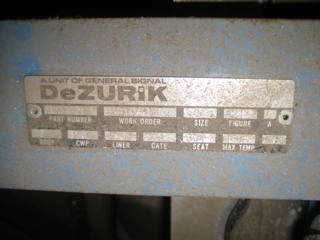 A UNIT OF GENERAL SIGNAL
DeZURIK
PART NUMBER WORK ORDER SIZE FIGURE A
CWP LINER GATE SEAT MAX TEMP